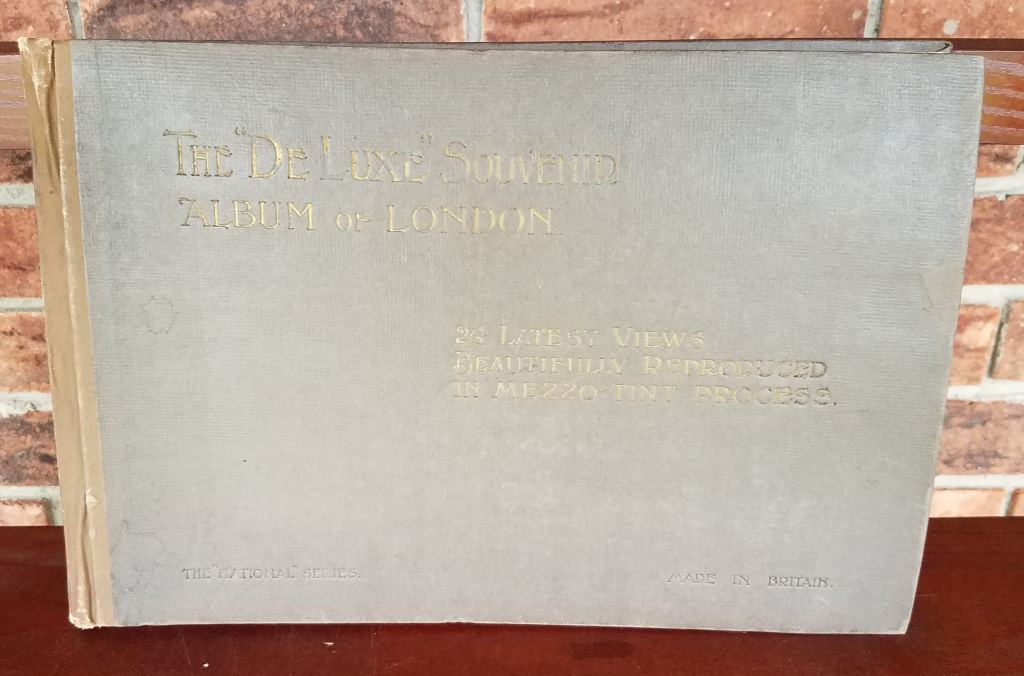 THE "DE LUXE" SOUVENIR
ALBUM OF LONDON.
24 LATEST VIEWS
BEAUTIFULLY REPRODUCED
IN MEZZO-TINT PROCESS.
THE "NATIONAL" SERIES.
MADE IN BRITAIN.